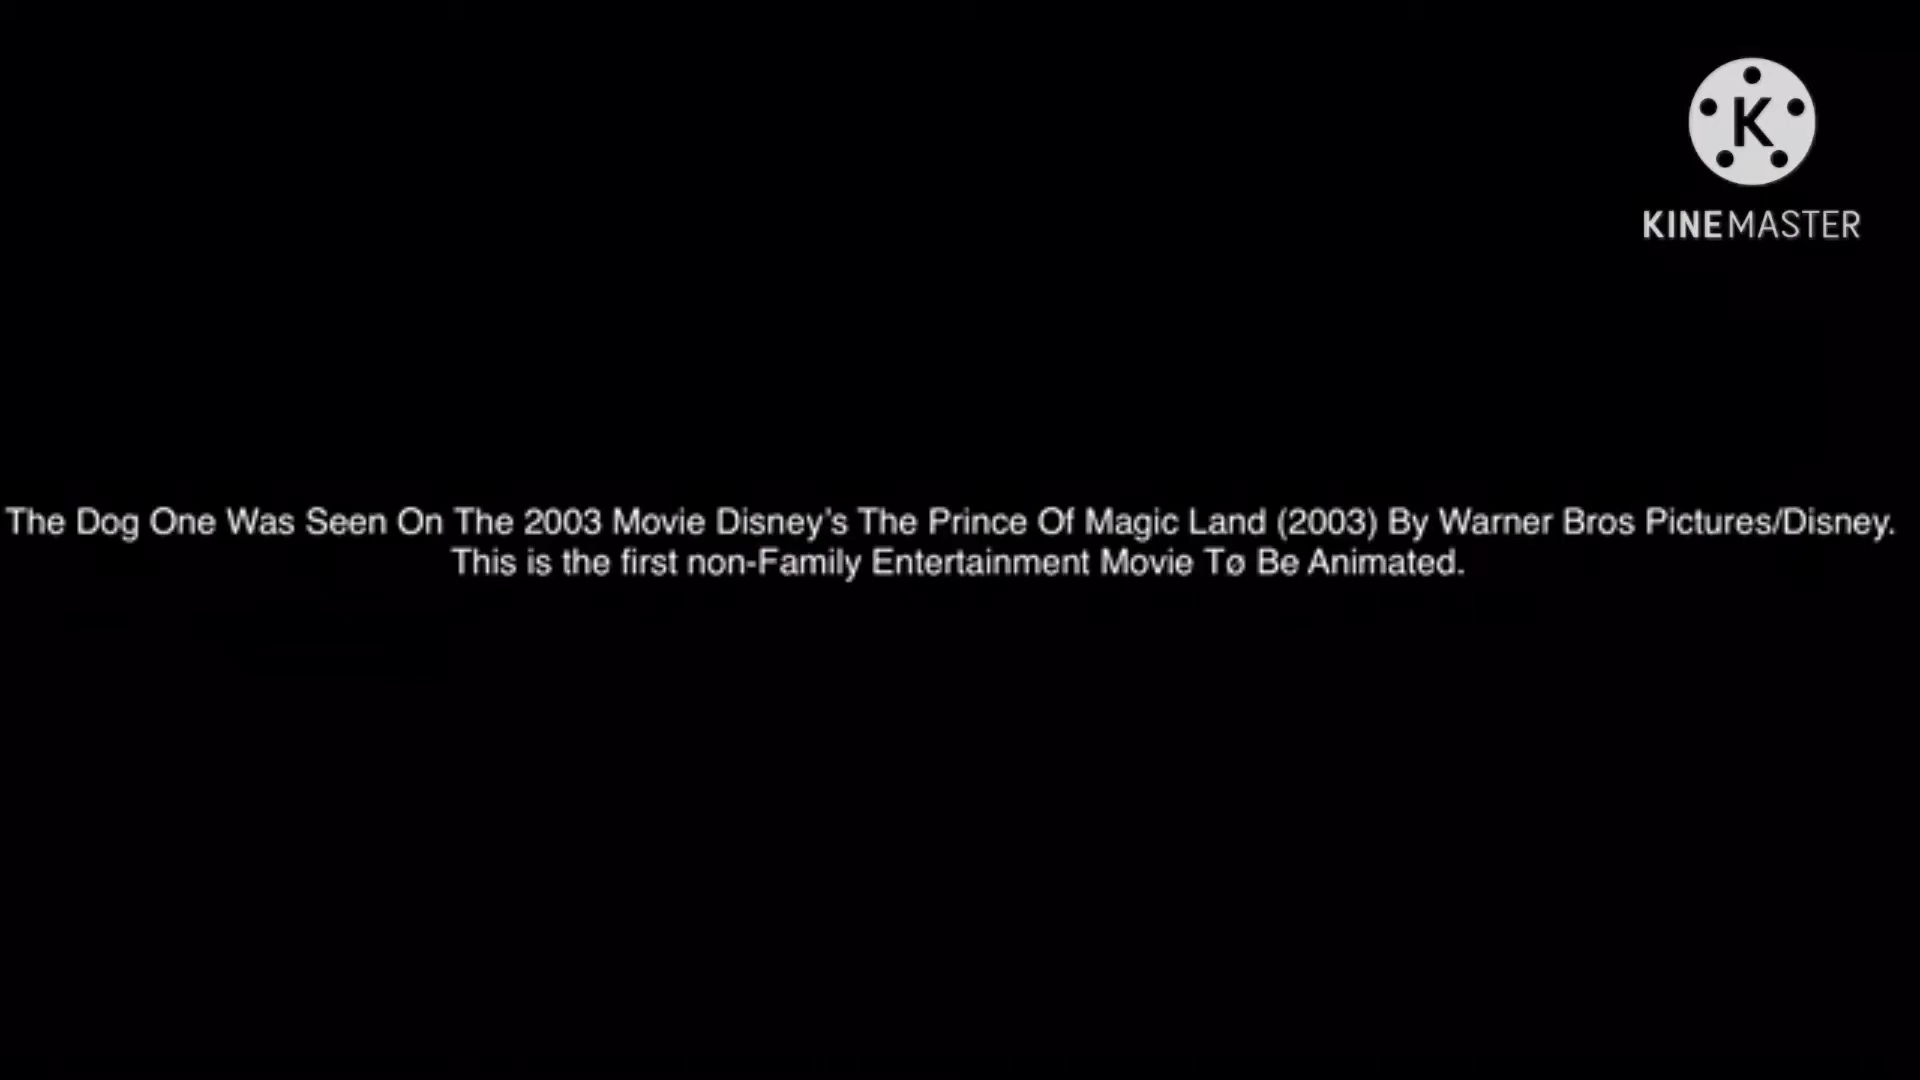 K
KINEMASTER
The Dog One Was Seen On The 2003 Movie Disney's The Prince Of Magic Land (2003) By Warner Bros Pictures/Disney.
This is the first non-Family Entertainment Movie Tø Be Animated.